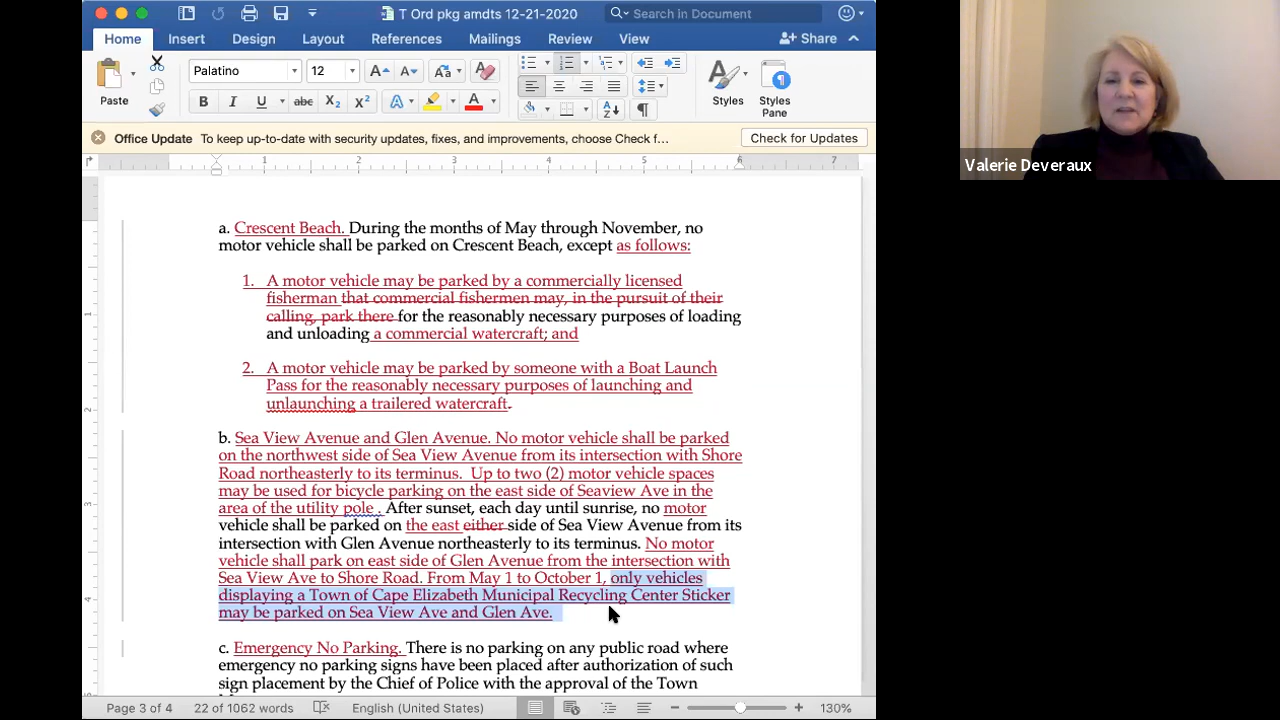 T Ord pkg amdts 12-21-2020
Search in Document
Home Insert Design Layout References Mailings Review View Share
Palatino 12
Paste
B I U abc X₂ X² A A
Styles Styles Pane
Office Update To keep up-to-date with security updates, fixes, and improvements, choose Check f... Check for Updates
1 2 3 4 5 6 7
Valerie Deveraux
a. Crescent Beach. During the months of May through November, no
motor vehicle shall be parked on Crescent Beach, except as follows:
1. A motor vehicle may be parked by a commercially licensed
fisherman that commercial fishermen may, in the pursuit of their
calling, park there for the reasonably necessary purposes of loading
and unloading a commercial watercraft; and
2. A motor vehicle may be parked by someone with a Boat Launch
Pass for the reasonably necessary purposes of launching and
unlaunching a trailered watercraft.
b. Sea View Avenue and Glen Avenue. No motor vehicle shall be parked
on the northwest side of Sea View Avenue from its intersection with Shore
Road northeasterly to its terminus. Up to two (2) motor vehicle spaces
may be used for bicycle parking on the east side of Seaview Ave in the
area of the utility pole . After sunset, each day until sunrise, no motor
vehicle shall be parked on the east either side of Sea View Avenue from its
intersection with Glen Avenue northeasterly to its terminus. No motor
vehicle shall park on east side of Glen Avenue from the intersection with
Sea View Ave to Shore Road. From May 1 to October 1, only vehicles
displaying a Town of Cape Elizabeth Municipal Recycling Center Sticker
may be parked on Sea View Ave and Glen Ave.
c. Emergency No Parking. There is no parking on any public road where
emergency no parking signs have been placed after authorization of such
sign placement by the Chief of Police with the approval of the Town
Page 3 of 4 22 of 1062 words English (United States) 130%